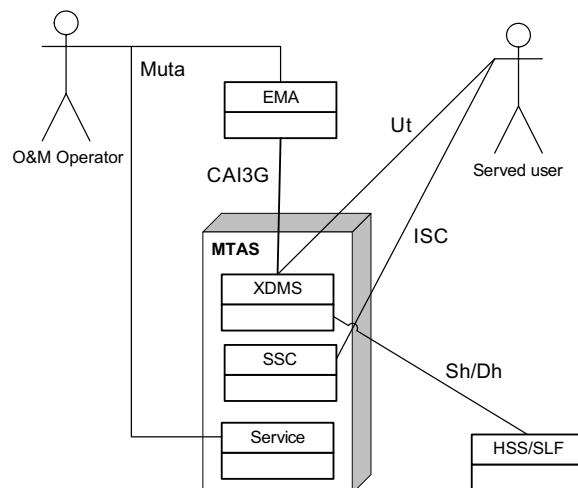 Muta
EMA
Ut
O&M Operator
Served user
CAI3G
ISC
MTAS
XDMS
SSC
Sh/Dh
Service
HSS/SLF